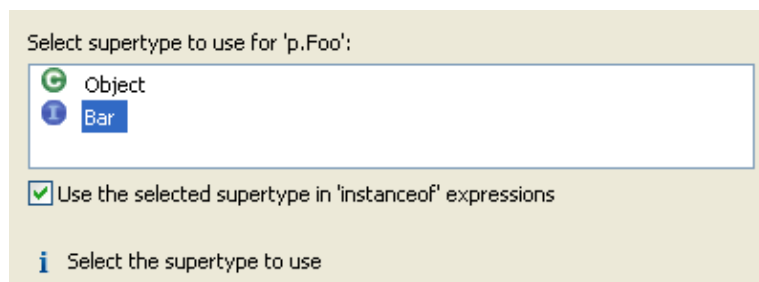 Select supertype to use for 'p.Foo':
Object
Bar
Use the selected supertype in 'instanceof' expressions
Select the supertype to use